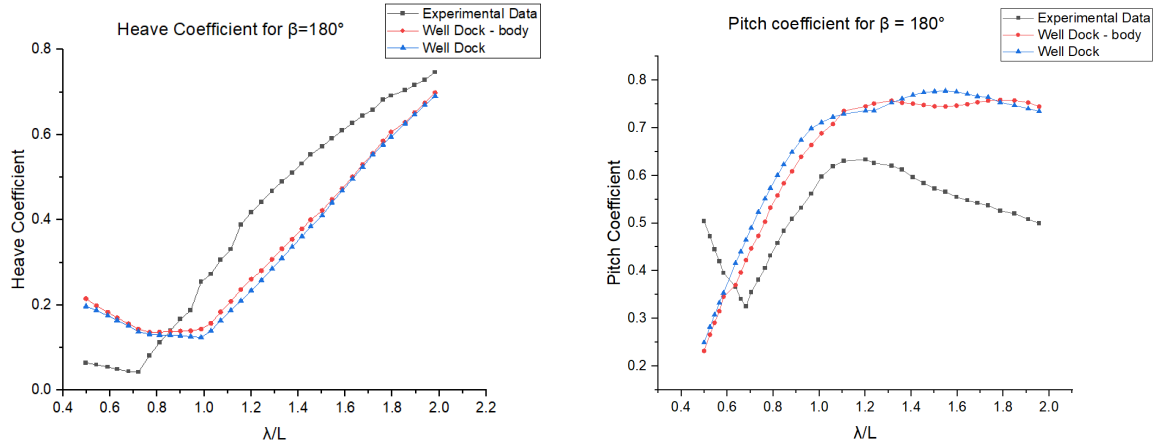 Heave Coefficient for β=180°
Experimental Data
Well Dock - body
Well Dock
0.8
0.6
0.4
0.2
0.0
Heave Coefficient
0.4 0.6 0.8 1.0 1.2 1.4 1.6 1.8 2.0 2.2
λ/L
Pitch coefficient for β = 180°
Experimental Data
Well Dock - body
Well Dock
0.8
0.7
0.6
0.5
0.4
0.3
0.2
Pitch Coefficient
0.4 0.6 0.8 1.0 1.2 1.4 1.6 1.8 2.0
λ/L